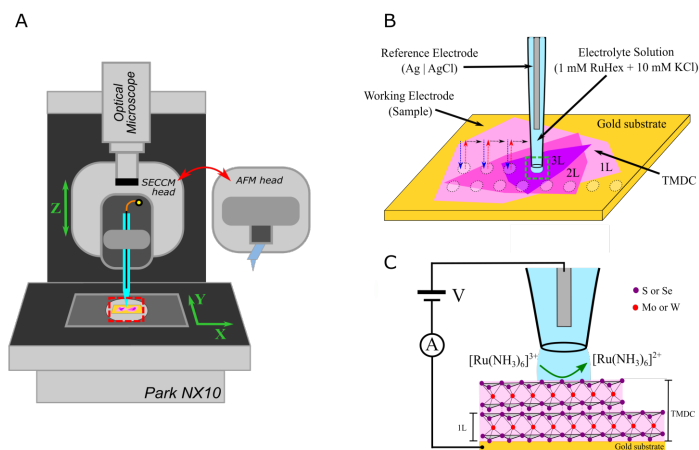 A
Optical
Microscope
SECCM
head
AFM head
Z
Y
X
Park NX10
B
Reference Electrode
(Ag | AgCl)
Electrolyte Solution
(1 mM RuHex + 10 mM KCl)
Working Electrode
(Sample)
Gold substrate
3L
2L
1L
TMDC
C
V
A
S or Se
Mo or W
[Ru(NH₃)₆]³⁺
[Ru(NH₃)₆]²⁺
1L
TMDC
Gold substrate